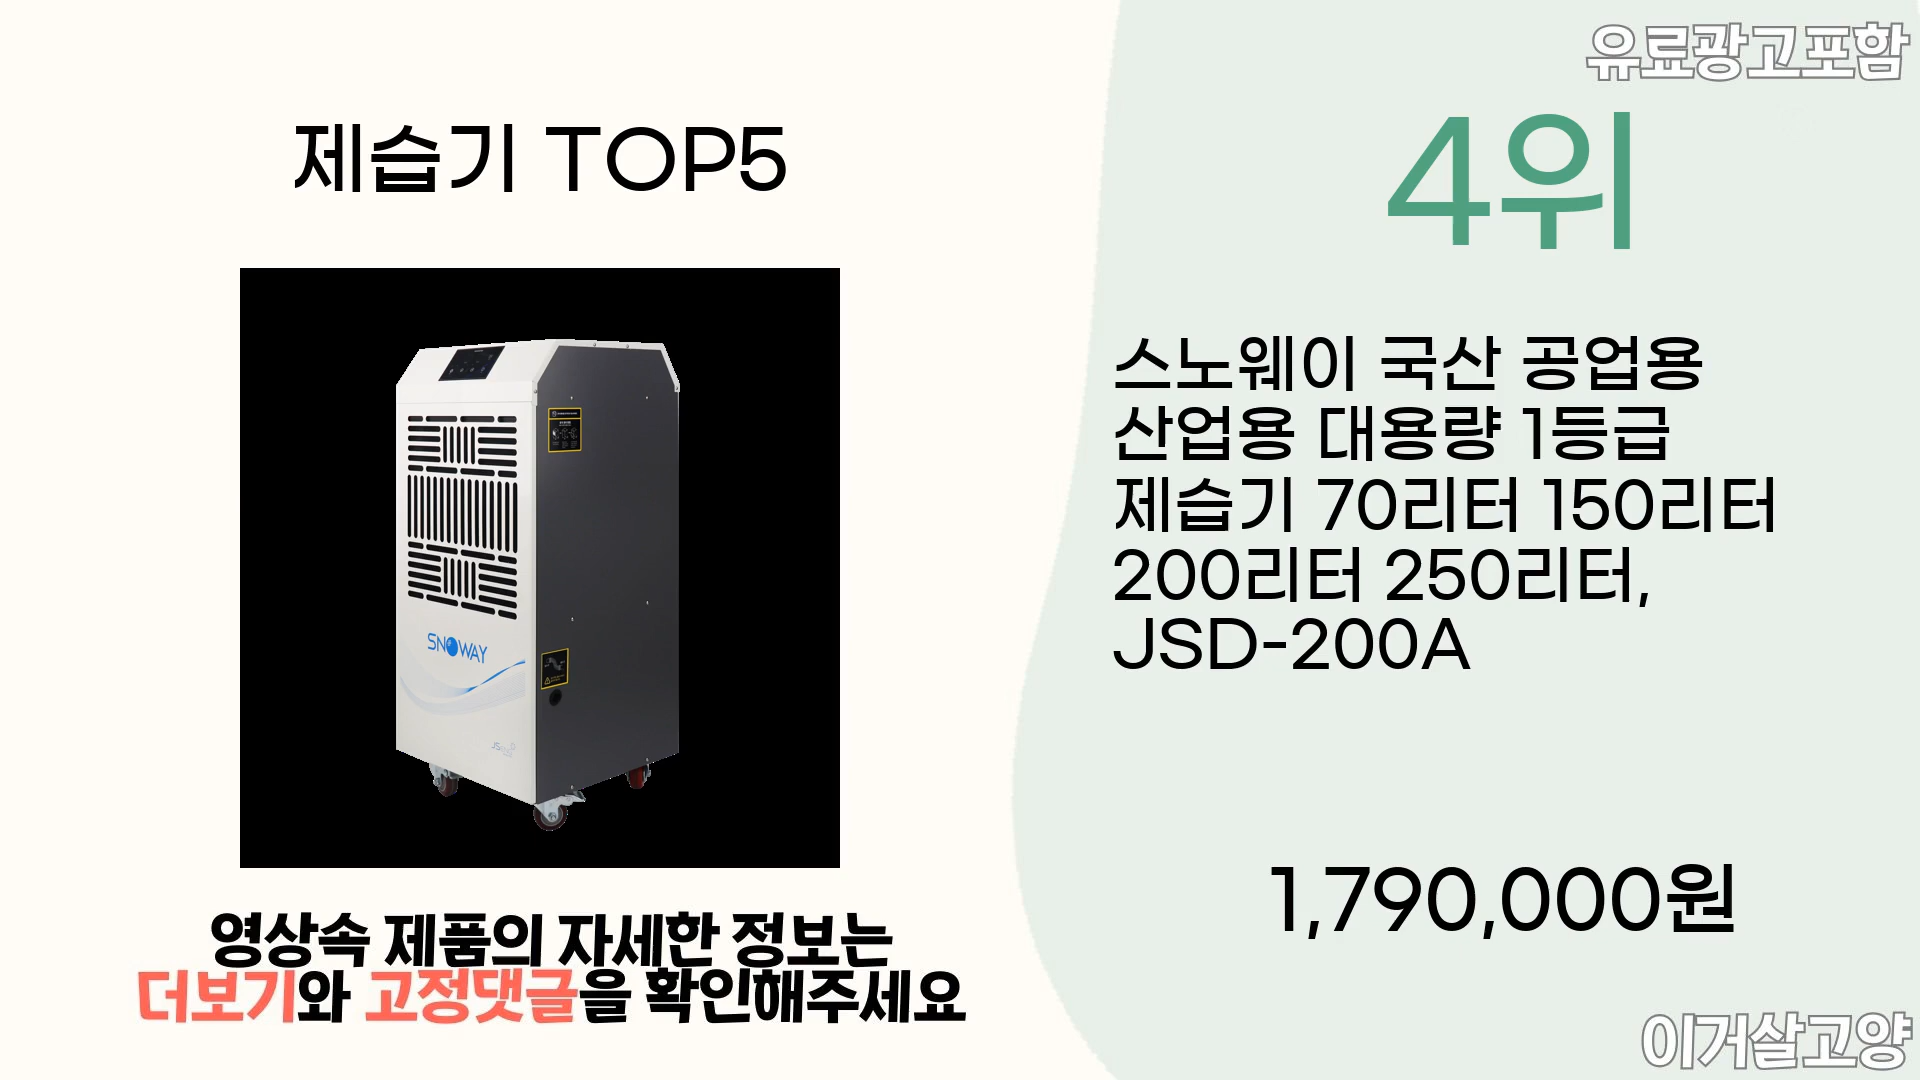 유료광고포함
제습기 TOP5
4위
스노웨이 국산 공업용
산업용 대용량 1등급
제습기 70리터 150리터
200리터 250리터,
JSD-200A
SNOWAY
1,790,000원
영상속 제품의 자세한 정보는
더보기와 고정댓글을 확인해주세요
이거살고양